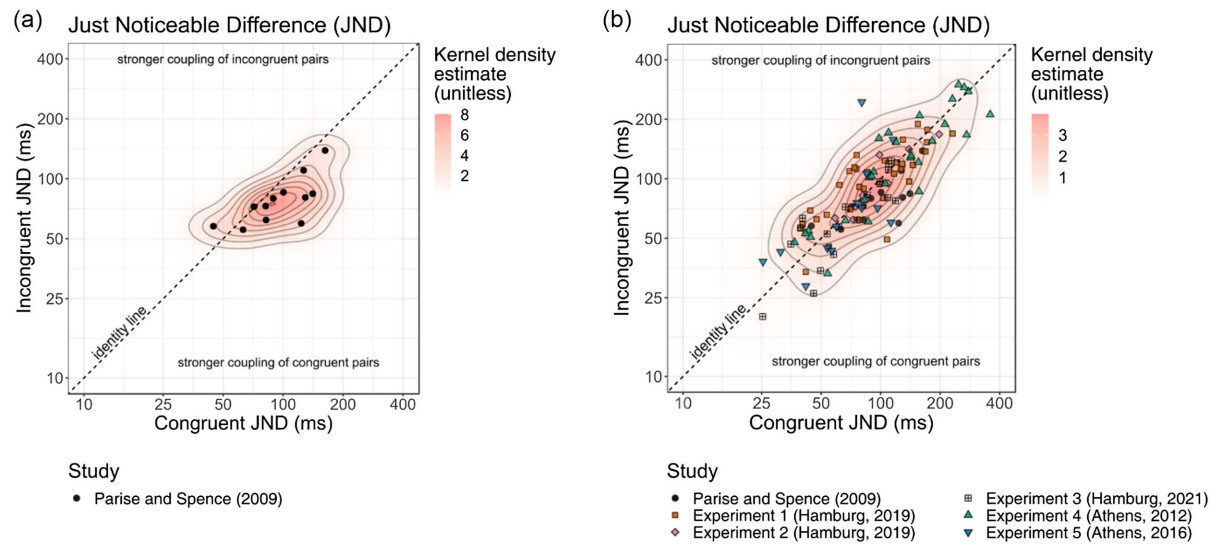 (a)
Just Noticeable Difference (JND)
stronger coupling of incongruent pairs
400
200
100
50
25
10
Incongruent JND (ms)
identity line
stronger coupling of congruent pairs
10 25 50 100 200 400
Congruent JND (ms)
Kernel density
estimate
(unitless)
8
6
4
2
Study
Parise and Spence (2009)
(b)
Just Noticeable Difference (JND)
stronger coupling of incongruent pairs
400
200
100
50
25
10
Incongruent JND (ms)
identity line
stronger coupling of congruent pairs
10 25 50 100 200 400
Congruent JND (ms)
Kernel density
estimate
(unitless)
3
2
1
Study
Parise and Spence (2009)
Experiment 1 (Hamburg, 2019)
Experiment 2 (Hamburg, 2019)
Experiment 3 (Hamburg, 2021)
Experiment 4 (Athens, 2012)
Experiment 5 (Athens, 2016)